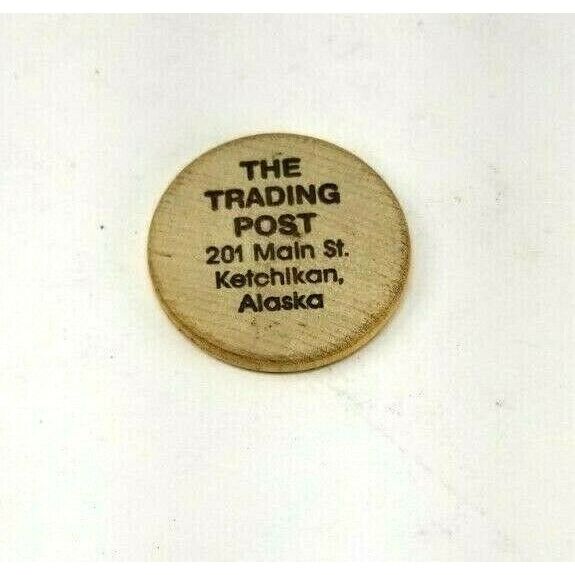 THE
TRADING
POST
201 Main St.
Ketchikan,
Alaska